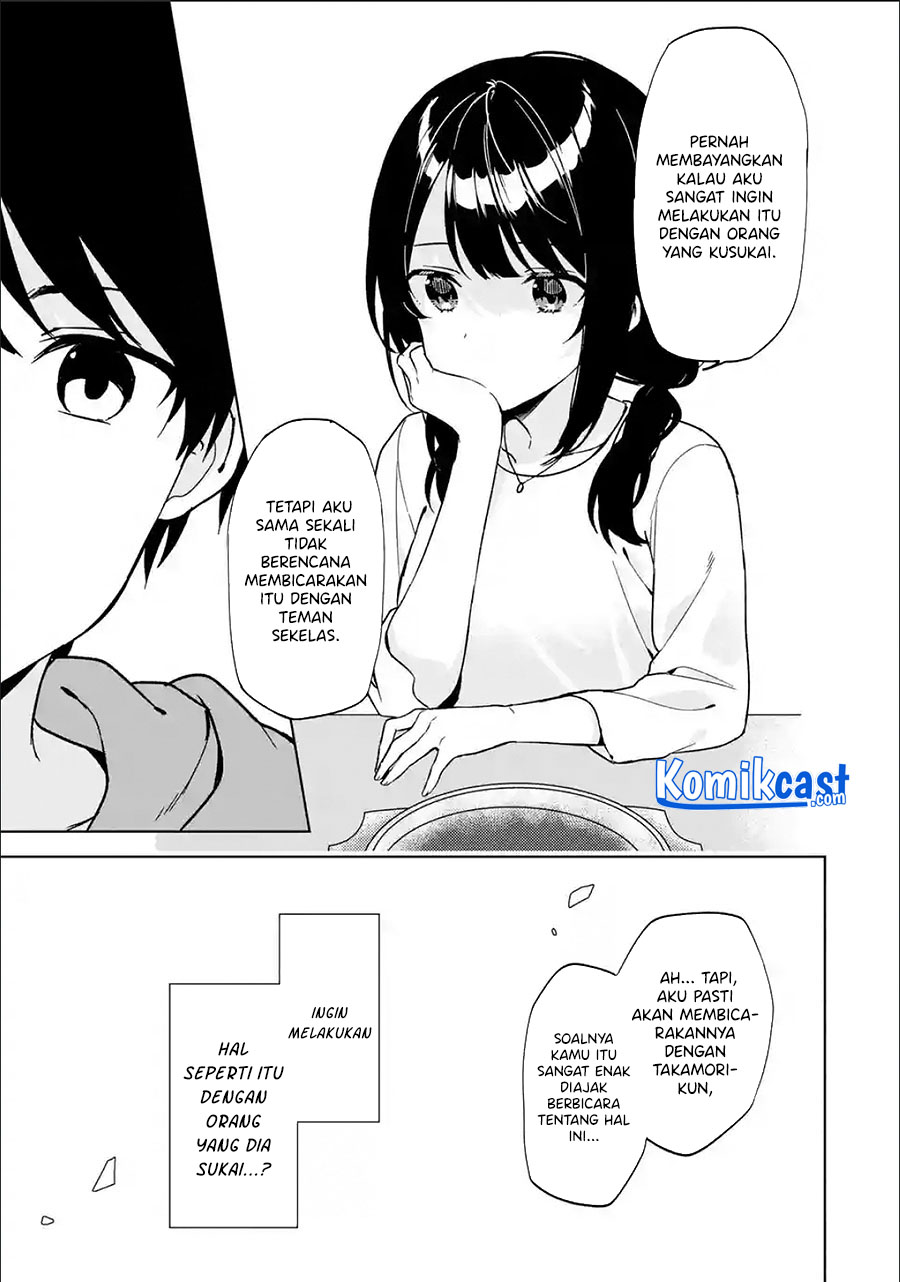 PERNAH
MEMBAYANGKAN
KALAU AKU
SANGAT INGIN
MELAKUKAN ITU
DENGAN ORANG
YANG KUSUKAI.
TETAPI AKU
SAMA SEKALI
TIDAK
BERENCANA
MEMBICARAKAN
ITU DENGAN
TEMAN
SEKELAS.
Komikcast
.com
AH... TAPI,
AKU PASTI
AKAN MEMBICA-
RAKANNYA
DENGAN
TAKAMORI-
KUN,
SOALNYA
KAMU ITU
SANGAT ENAK
DIAJAK
BERBICARA
TENTANG HAL
INI...
INGIN
MELAKUKAN
HAL
SEPERTI ITU
DENGAN
ORANG
YANG DIA
SUKAI...?